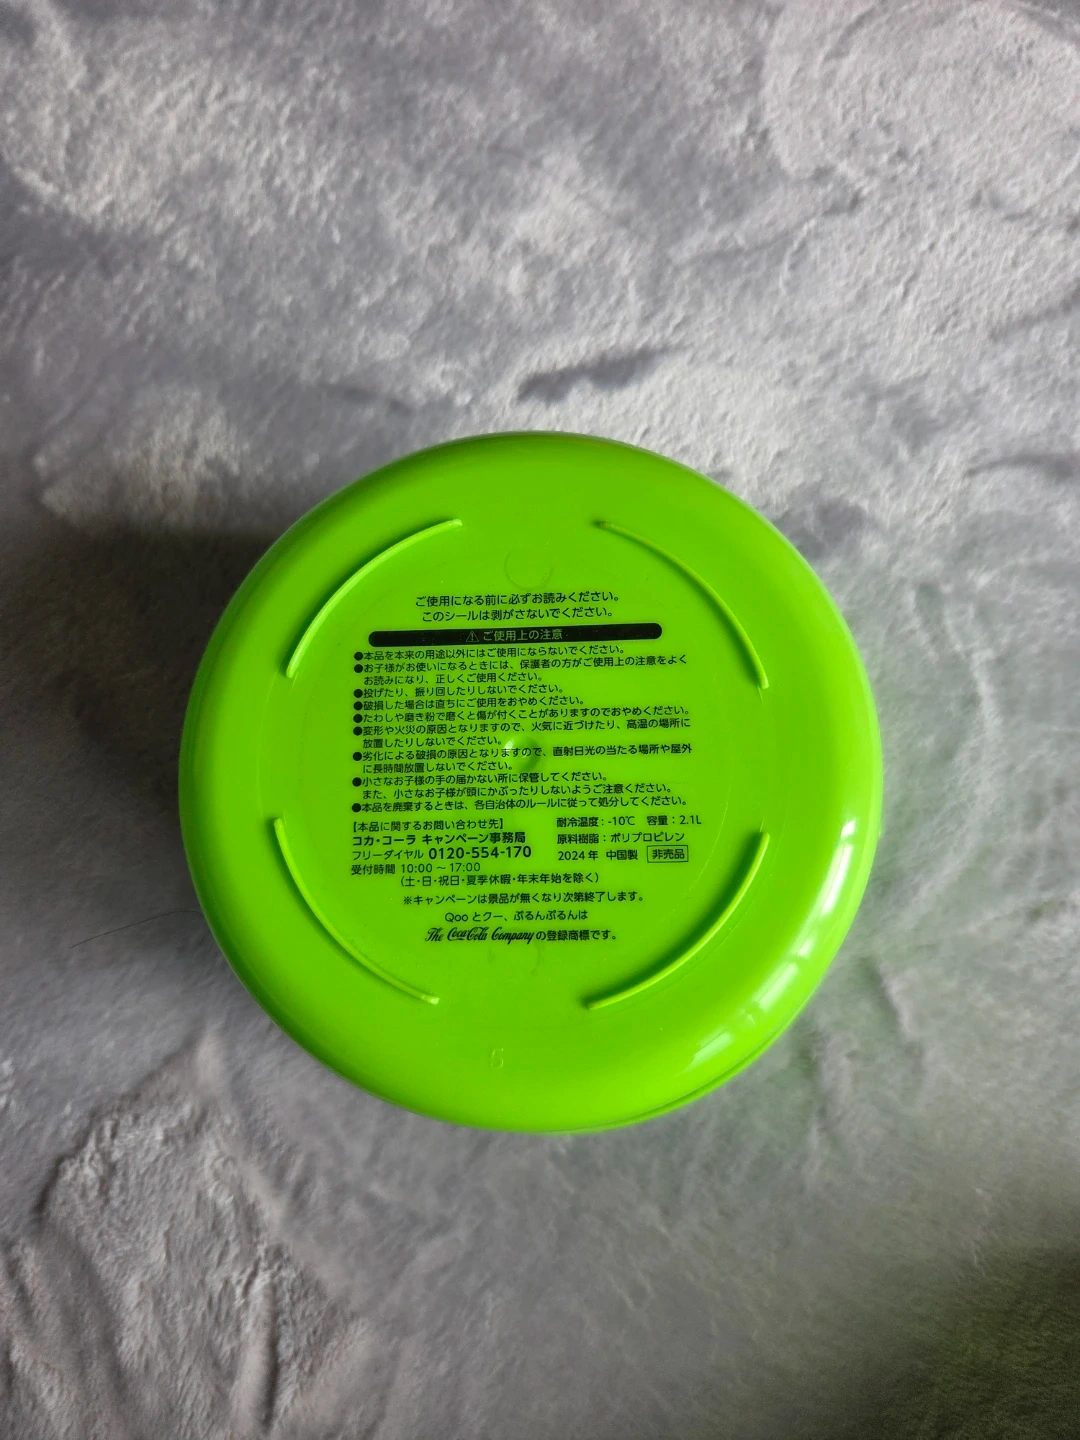 ご使用になる前に必ずお読みください。
このシールは剥がさないでください。
⚠ご使用上の注意
●本品を本来の用途以外にはご使用にならないでください。
●お子様がお使いになるときには、保護者の方がご使用上の注意をよく
お読みになり、正しくご使用ください。
●投げたり、振り回したりしないでください。
●破損した場合は直ちにご使用をおやめください。
●たわしや磨き粉で磨くと傷が付くことがありますのでおやめください。
●変形や火災の原因となりますので、火気に近づけたり、高温の場所に
放置したりしないでください。
●劣化による破損の原因となりますので、直射日光の当たる場所や屋外
に長時間放置しないでください。
●小さなお子様の手の届かない所に保管してください。
また、小さなお子様が頭にかぶったりしないようご注意ください。
●本品を廃棄するときは、各自治体のルールに従って処分してください。
【本品に関するお問い合わせ先】
コカ・コーラ キャンペーン事務局
フリーダイヤル 0120-554-170
受付時間 10:00～17:00
(土・日・祝日・夏季休暇・年末年始を除く)
耐冷温度：-10℃ 容量：2.1L
原料樹脂：ポリプロピレン
2024年 中国製 非売品
※キャンペーンは景品が無くなり次第終了します。
Qooとクー、ぷるんぷるんは
The Coca-Cola Companyの登録商標です。
6